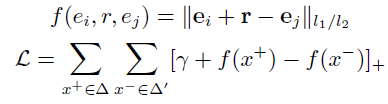 f(e_i, r, e_j) = ‖𝐞_i + 𝐫 − 𝐞_j‖_{l_1/l_2}
ℒ = ∑_{x^+∈Δ} ∑_{x^−∈Δ′} [γ + f(x^+) − f(x^−)]_+